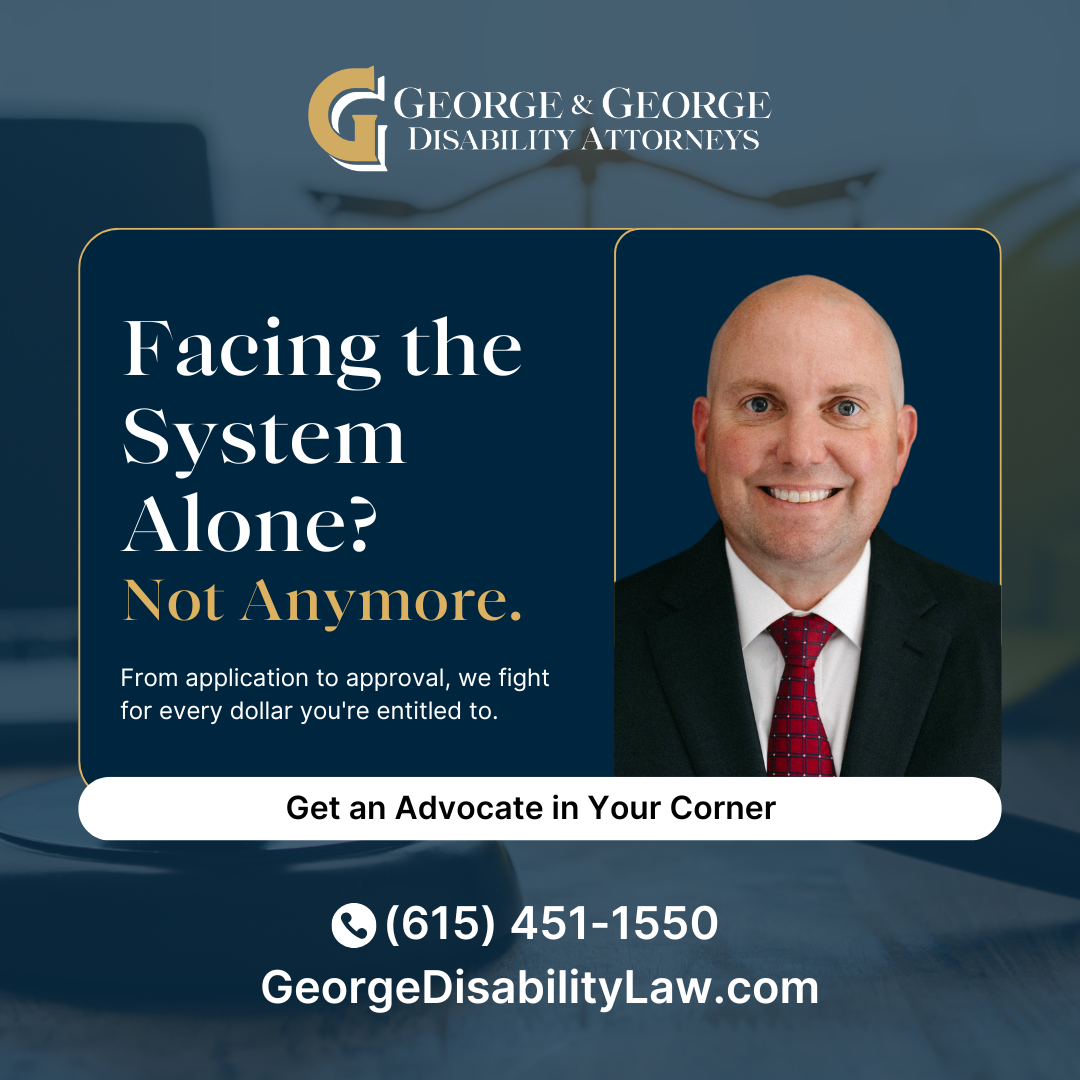 GEORGE & GEORGE
DISABILITY ATTORNEYS
Facing the
System
Alone?
Not Anymore.
From application to approval, we fight
for every dollar you're entitled to.
Get an Advocate in Your Corner
(615) 451-1550
GeorgeDisabilityLaw.com